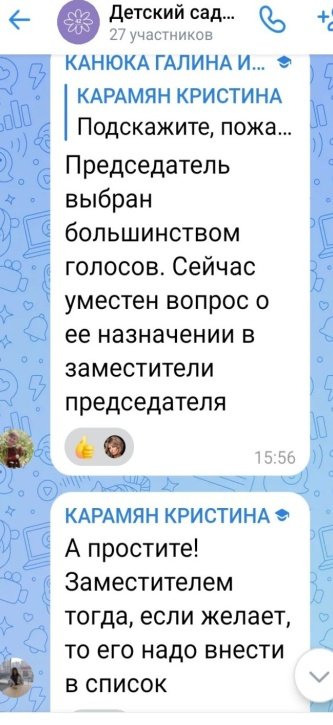 Детский сад...
27 участников
КАНЮКА ГАЛИНА И...
КАРАМЯН КРИСТИНА
Подскажите, пожа...
Председатель
выбран
большинством
голосов. Сейчас
уместен вопрос о
ее назначении в
заместители
председателя
15:56
КАРАМЯН КРИСТИНА
А простите!
Заместителем
тогда, если желает,
то его надо внести
в список